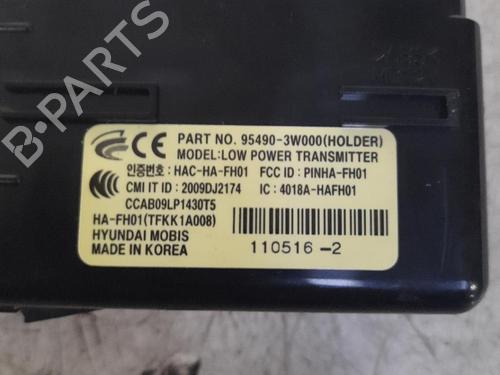 B-PARTS
CE PART NO. 95490-3W000(HOLDER)
MODEL:LOW POWER TRANSMITTER
인증번호: HAC-HA-FH01 FCC ID : PINHA-FH01
CMI IT ID : 2009DJ2174 IC : 4018A-HAFH01
CCAB09LP1430T5
HA-FH01(TFKK1A008)
HYUNDAI MOBIS
MADE IN KOREA
110516 -2